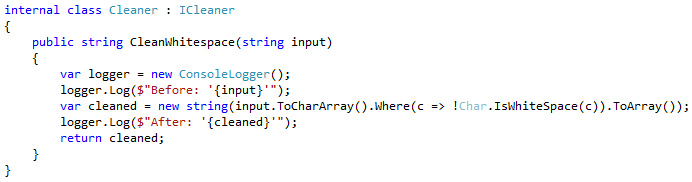 internal class Cleaner : ICleaner
{
    public string CleanWhitespace(string input)
    {
        var logger = new ConsoleLogger();
        logger.Log($"Before: '{input}'");
        var cleaned = new string(input.ToCharArray().Where(c => !Char.IsWhiteSpace(c)).ToArray());
        logger.Log($"After: '{cleaned}'");
        return cleaned;
    }
}